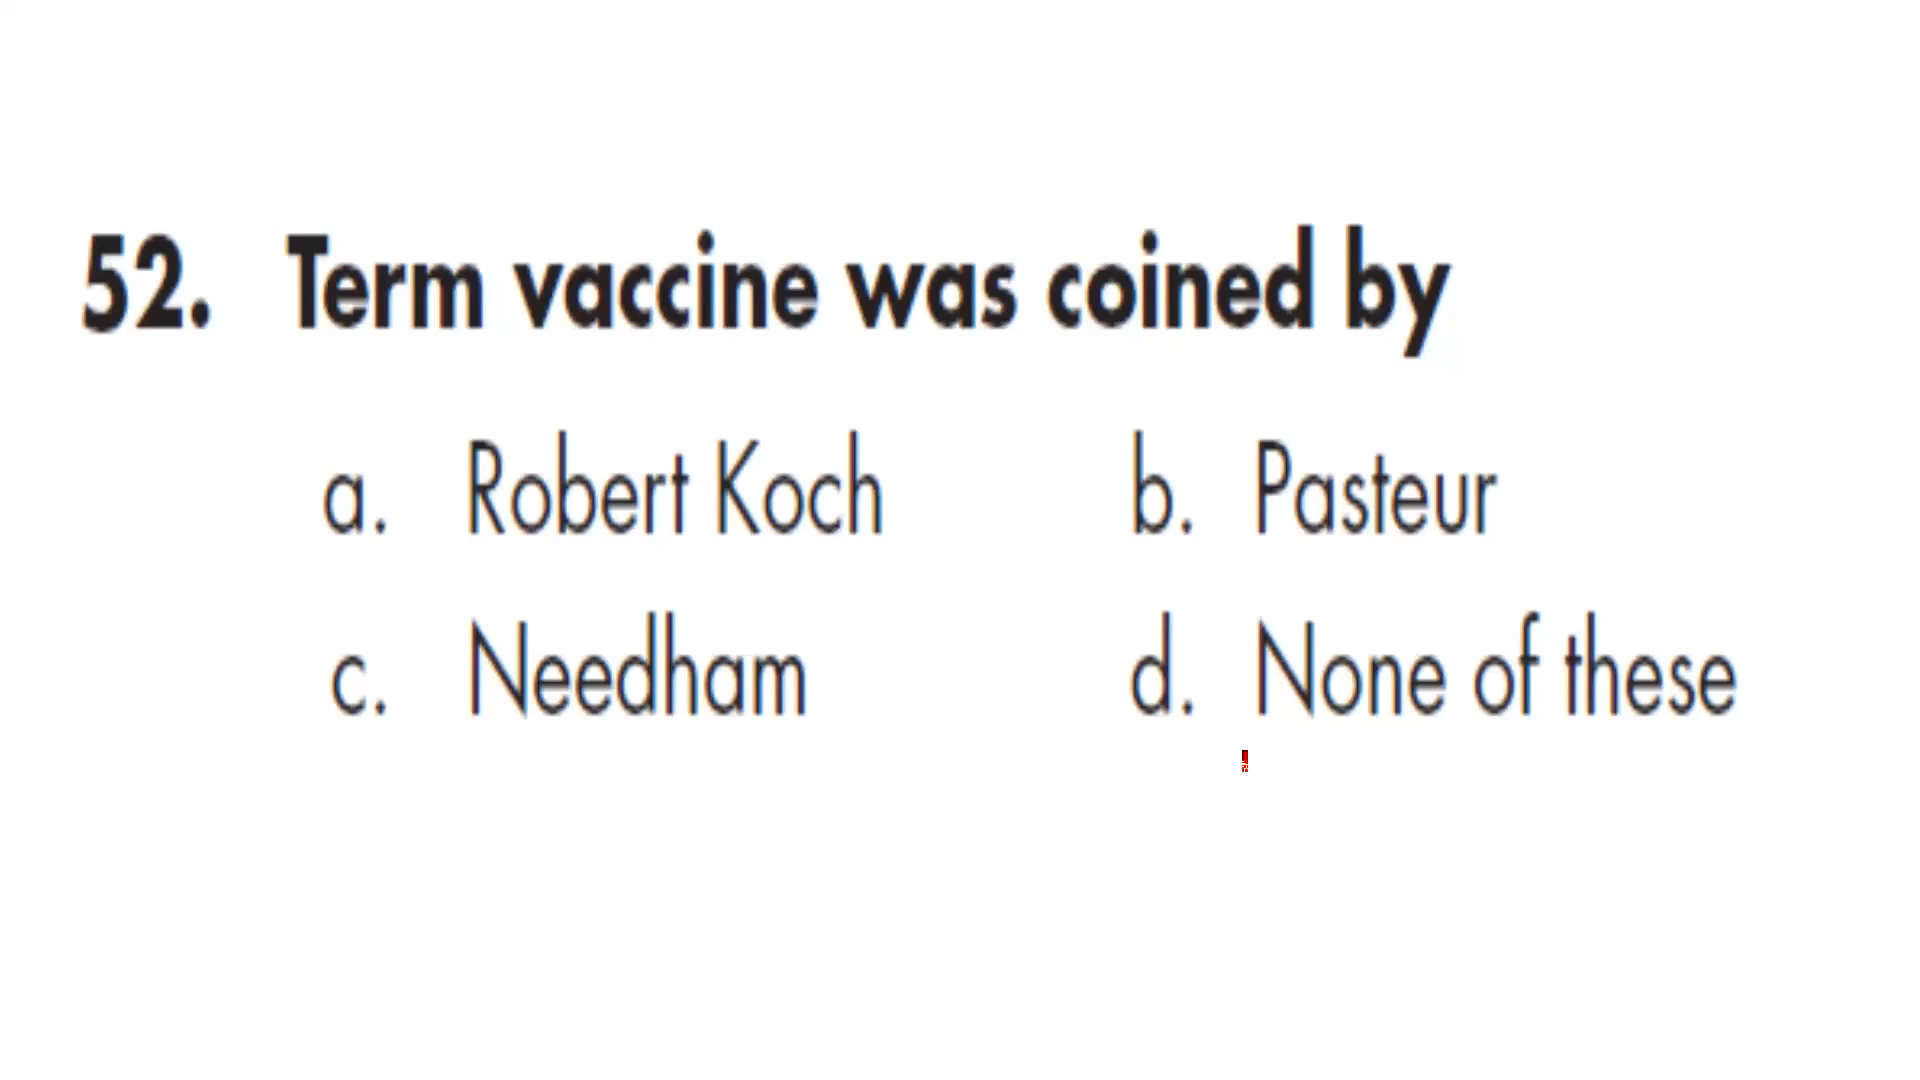 52. Term vaccine was coined by
a. Robert Koch b. Pasteur
c. Needham d. None of these